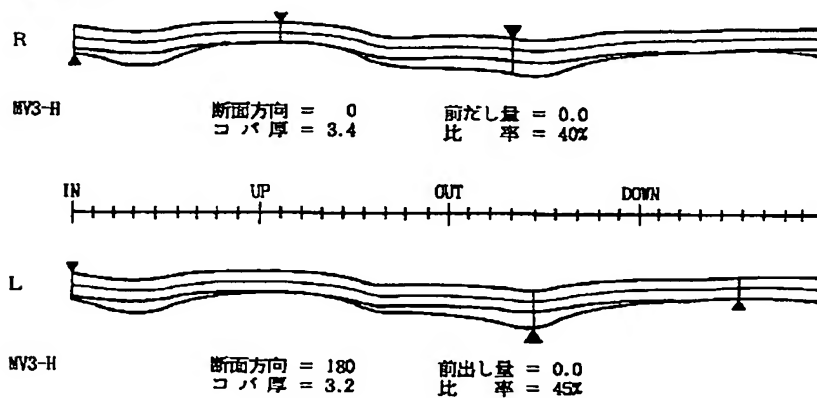 R
MV3-H
断面方向 = 0 前だし量 = 0.0
コバ厚 = 3.4 比 率 = 40%
IN UP OUT DOWN
L
MV3-H
断面方向 = 180 前出し量 = 0.0
コバ厚 = 3.2 比 率 = 45%